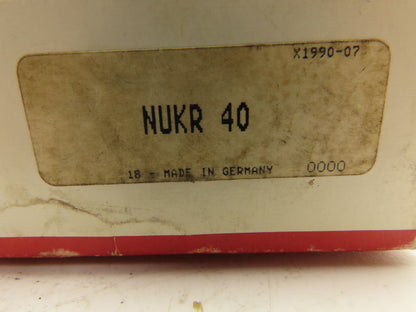 X1990-07
NUKR 40
18 - MADE IN GERMANY 0000